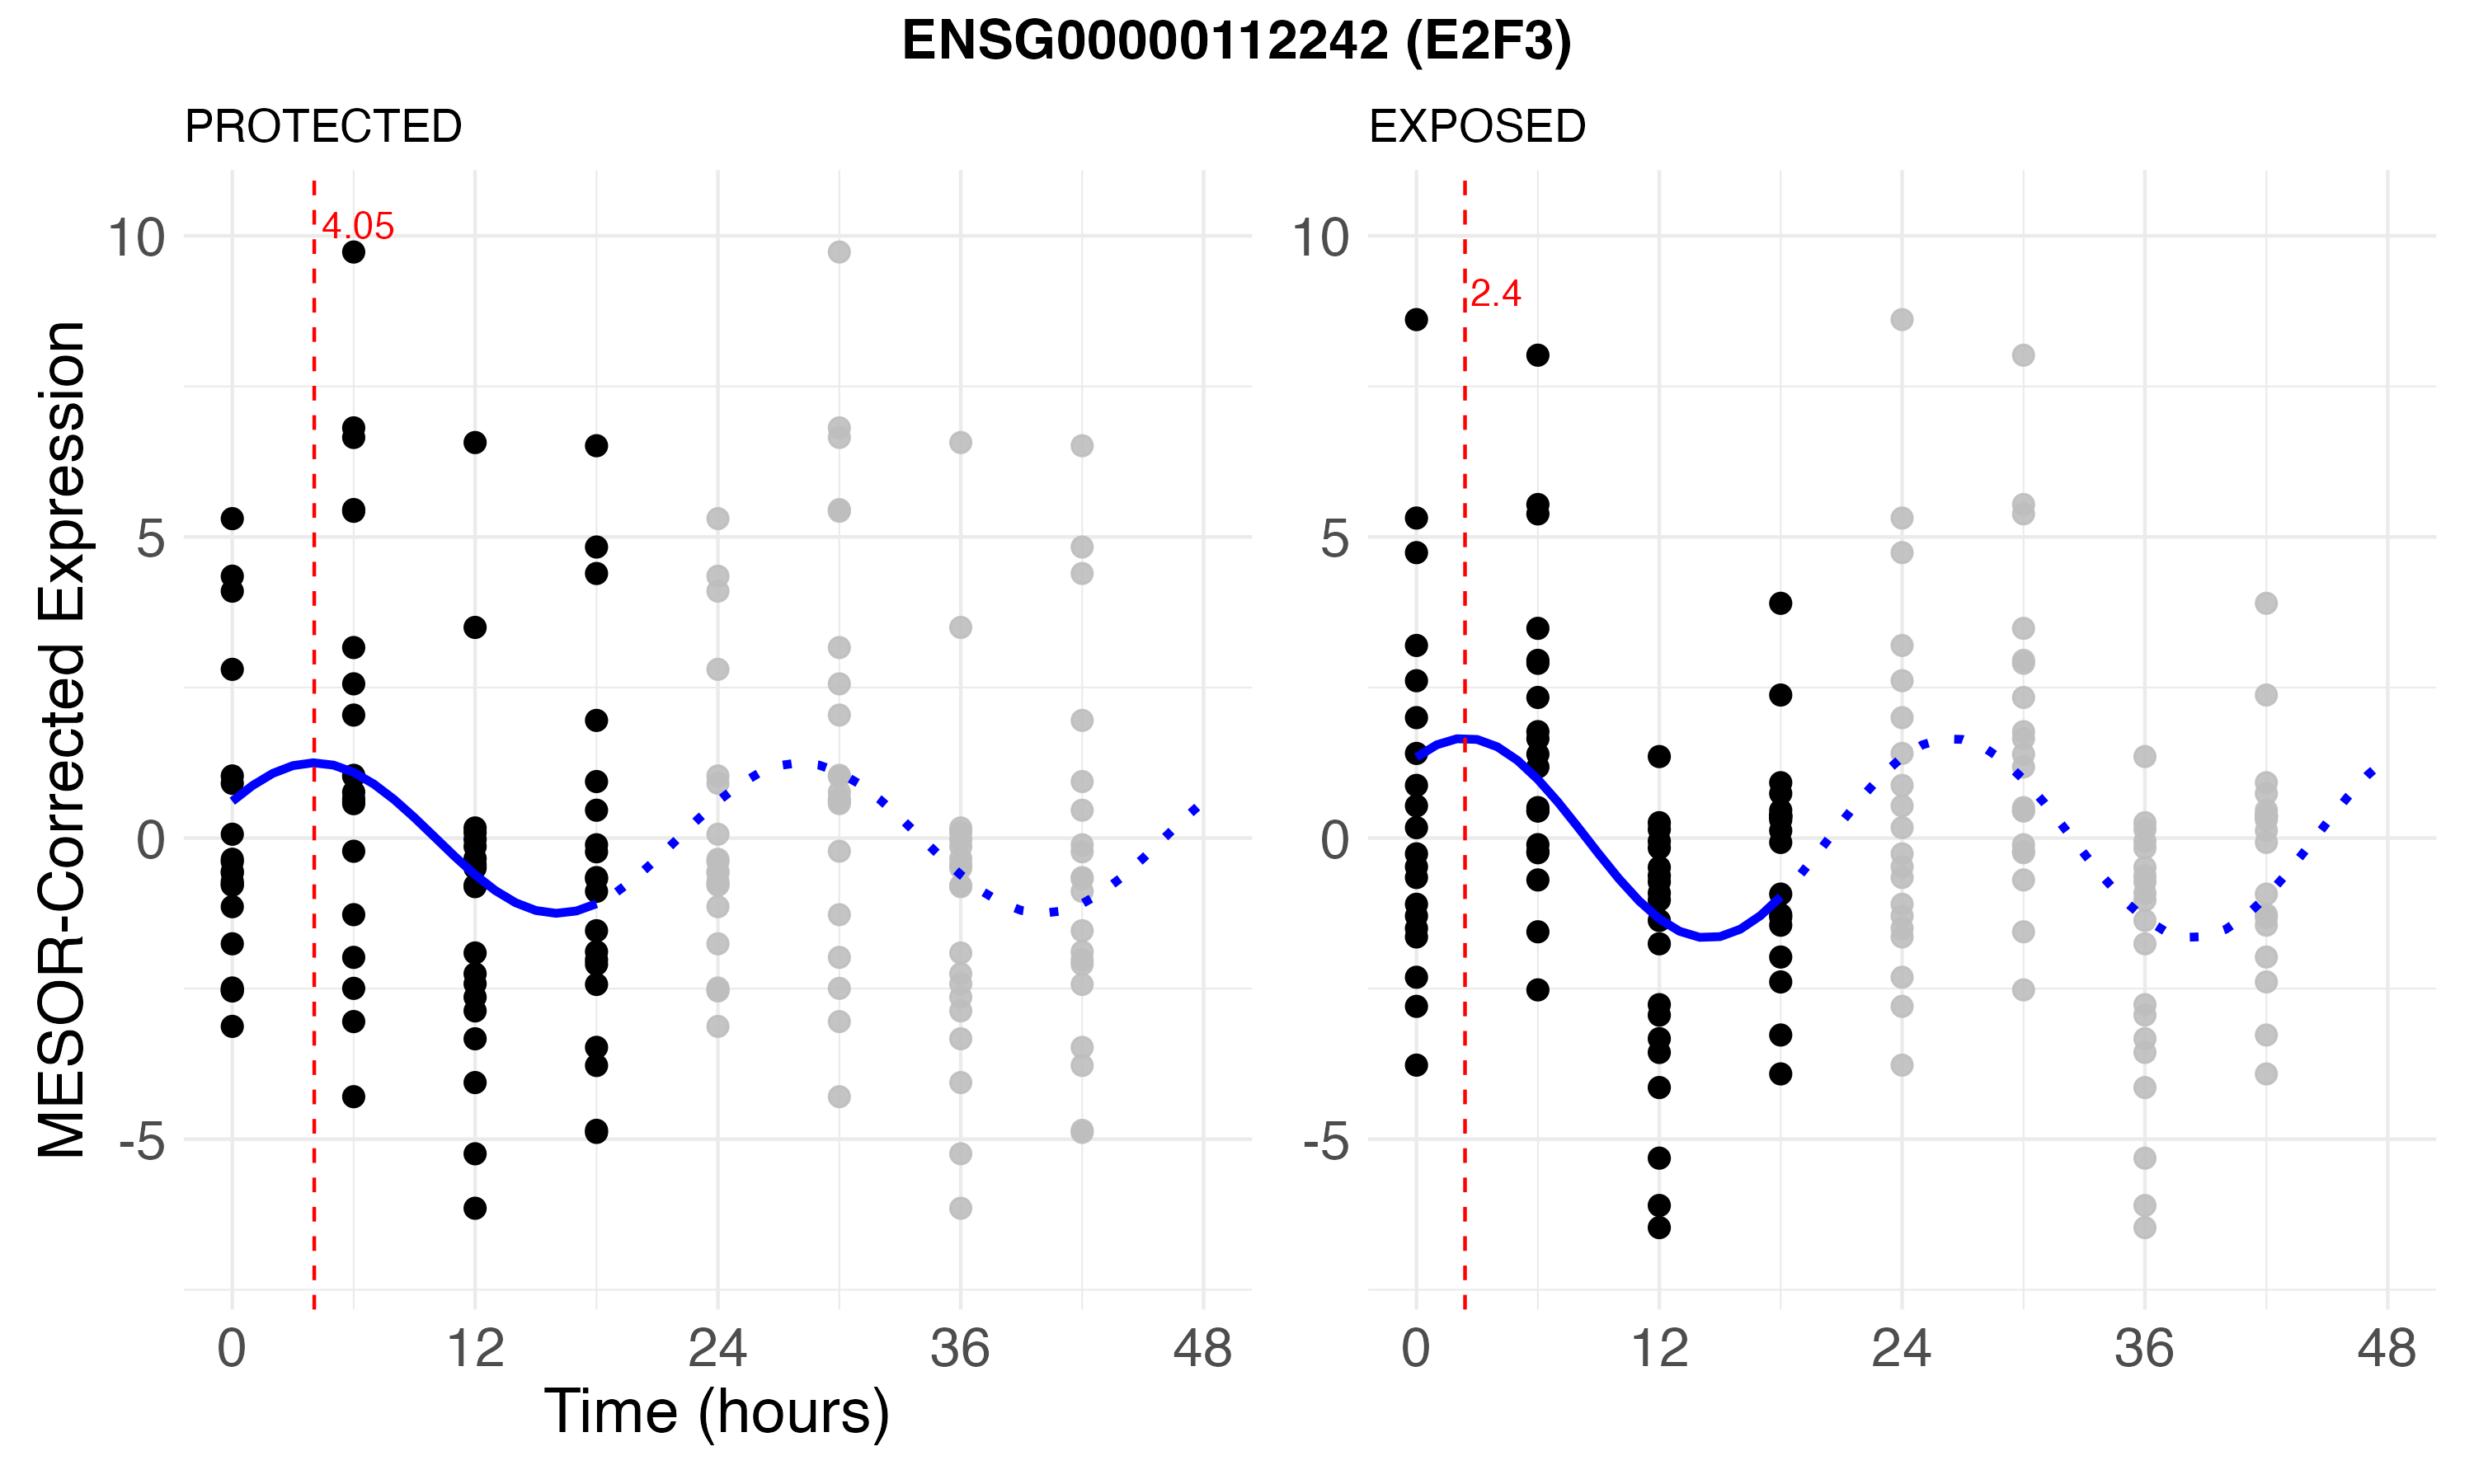 ENSG00000112242 (E2F3)
PROTECTED
EXPOSED
MESOR-Corrected Expression
10
5
0
-5
4.05
0 12 24 36 48
10
5
0
-5
2.4
0 12 24 36 48
Time (hours)